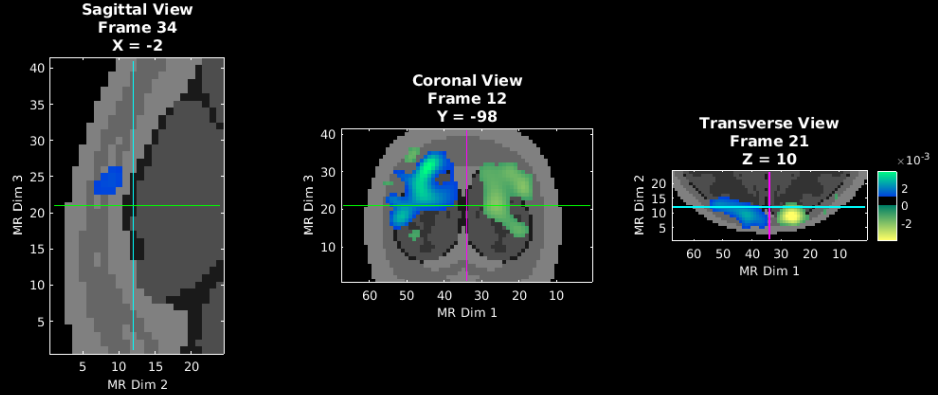 Sagittal View
Frame 34
X = -2
40
35
30
25
20
15
10
5
MR Dim 3
5 10 15 20
MR Dim 2
Coronal View
Frame 12
Y = -98
40
30
20
10
MR Dim 3
60 50 40 30 20 10
MR Dim 1
Transverse View
Frame 21
Z = 10
20
15
10
5
MR Dim 2
60 50 40 30 20 10
MR Dim 1
×10⁻³
2
0
-2